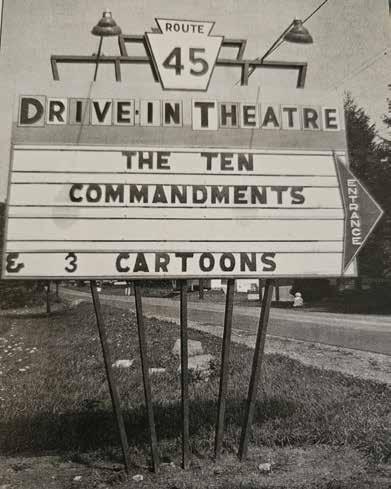 ROUTE
45
DRIVE-IN THEATRE
THE TEN
COMMANDMENTS
ENTRANCE
& 3 CARTOONS